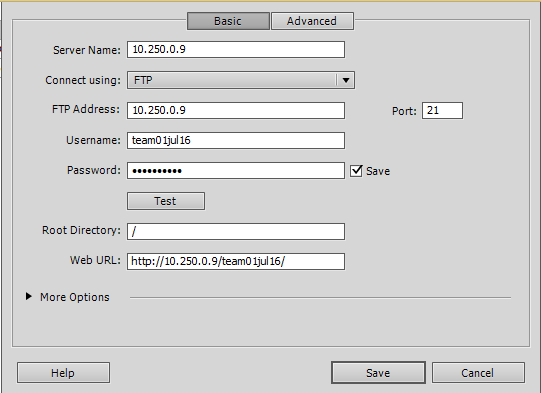 Basic Advanced
Server Name: 10.250.0.9
Connect using: FTP
FTP Address: 10.250.0.9 Port: 21
Username: team01jul16
Password: •••••••••• Save
Test
Root Directory: /
Web URL: http://10.250.0.9/team01jul16/
More Options
Help Save Cancel